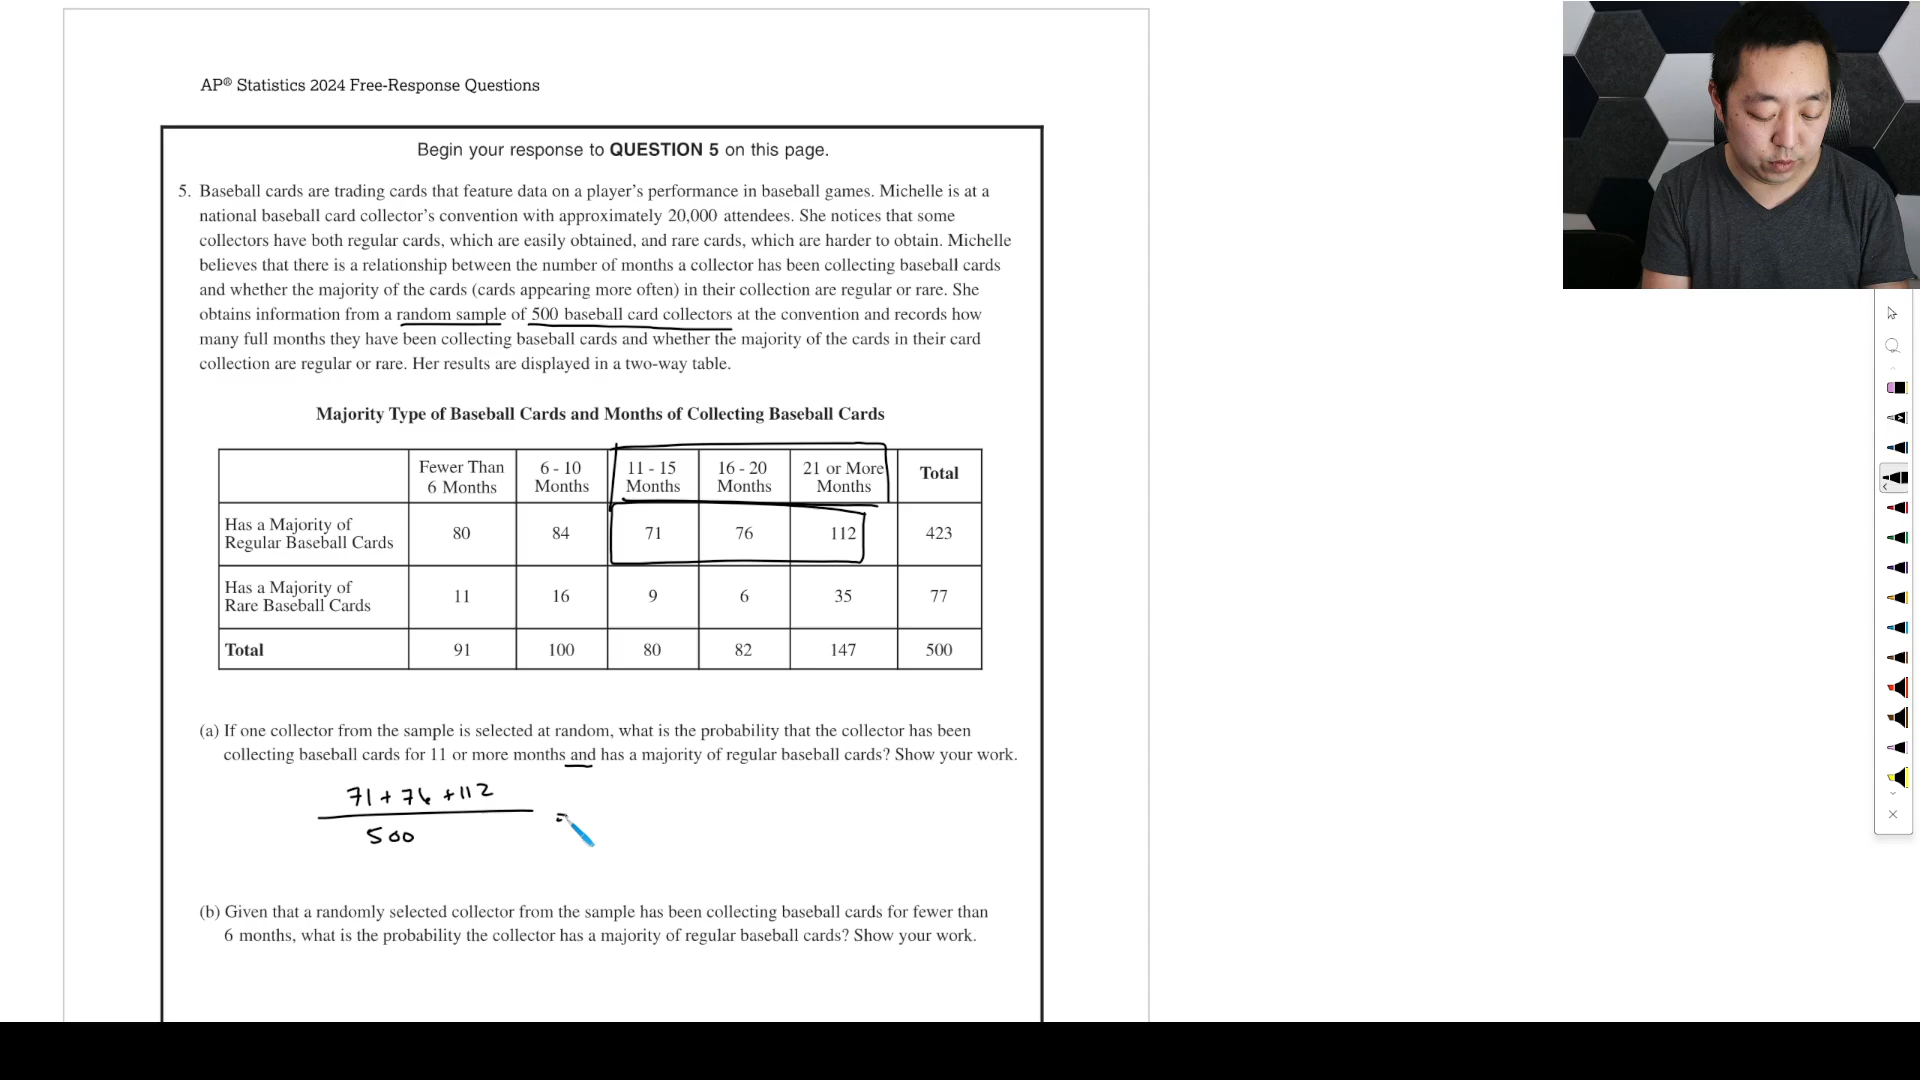 AP® Statistics 2024 Free-Response Questions
Begin your response to QUESTION 5 on this page.
5. Baseball cards are trading cards that feature data on a player’s performance in baseball games. Michelle is at a
national baseball card collector’s convention with approximately 20,000 attendees. She notices that some
collectors have both regular cards, which are easily obtained, and rare cards, which are harder to obtain. Michelle
believes that there is a relationship between the number of months a collector has been collecting baseball cards
and whether the majority of the cards (cards appearing more often) in their collection are regular or rare. She
obtains information from a random sample of 500 baseball card collectors at the convention and records how
many full months they have been collecting baseball cards and whether the majority of the cards in their card
collection are regular or rare. Her results are displayed in a two-way table.
Majority Type of Baseball Cards and Months of Collecting Baseball Cards
Fewer Than 6 - 10 11 - 15 16 - 20 21 or More Total
6 Months Months Months Months Months
Has a Majority of
Regular Baseball Cards 80 84 71 76 112 423
Has a Majority of
Rare Baseball Cards 11 16 9 6 35 77
Total 91 100 80 82 147 500
(a) If one collector from the sample is selected at random, what is the probability that the collector has been
collecting baseball cards for 11 or more months and has a majority of regular baseball cards? Show your work.
71 + 76 + 112
=
500
(b) Given that a randomly selected collector from the sample has been collecting baseball cards for fewer than
6 months, what is the probability the collector has a majority of regular baseball cards? Show your work.